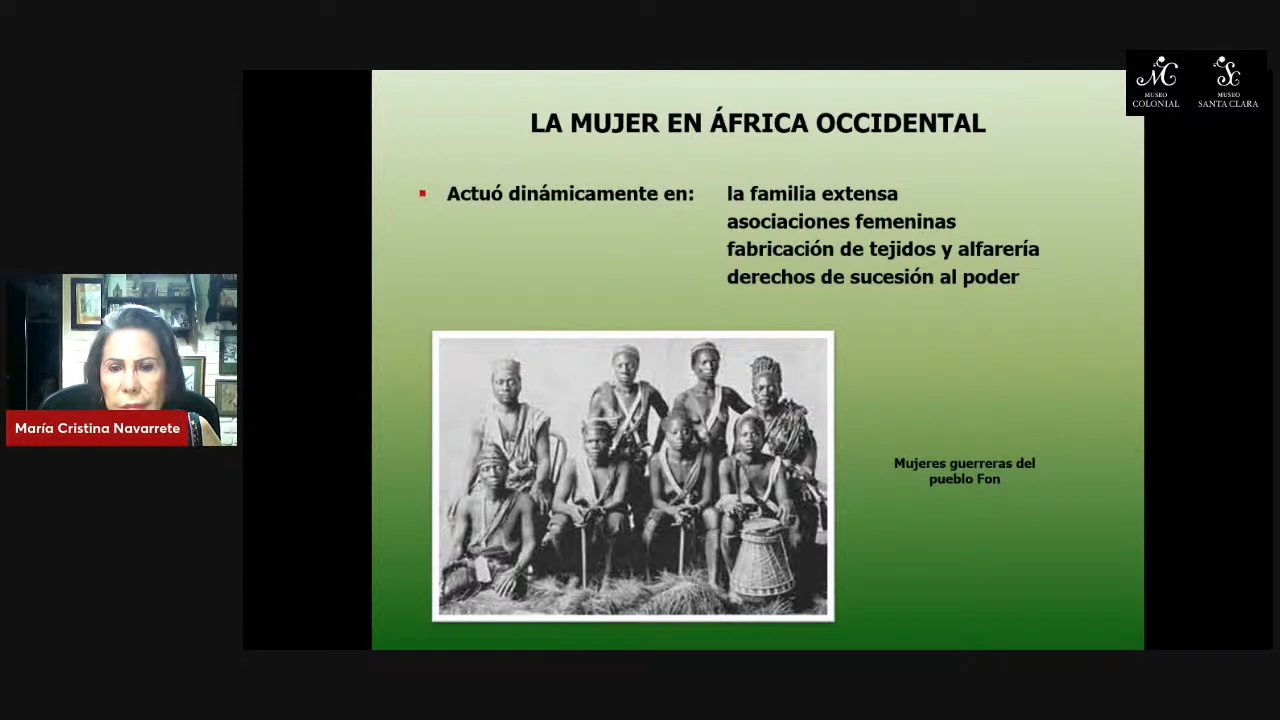 MUSEO COLONIAL
MUSEO SANTA CLARA
LA MUJER EN ÁFRICA OCCIDENTAL
Actuó dinámicamente en: la familia extensa
asociaciones femeninas
fabricación de tejidos y alfarería
derechos de sucesión al poder
María Cristina Navarrete
Mujeres guerreras del
pueblo Fon